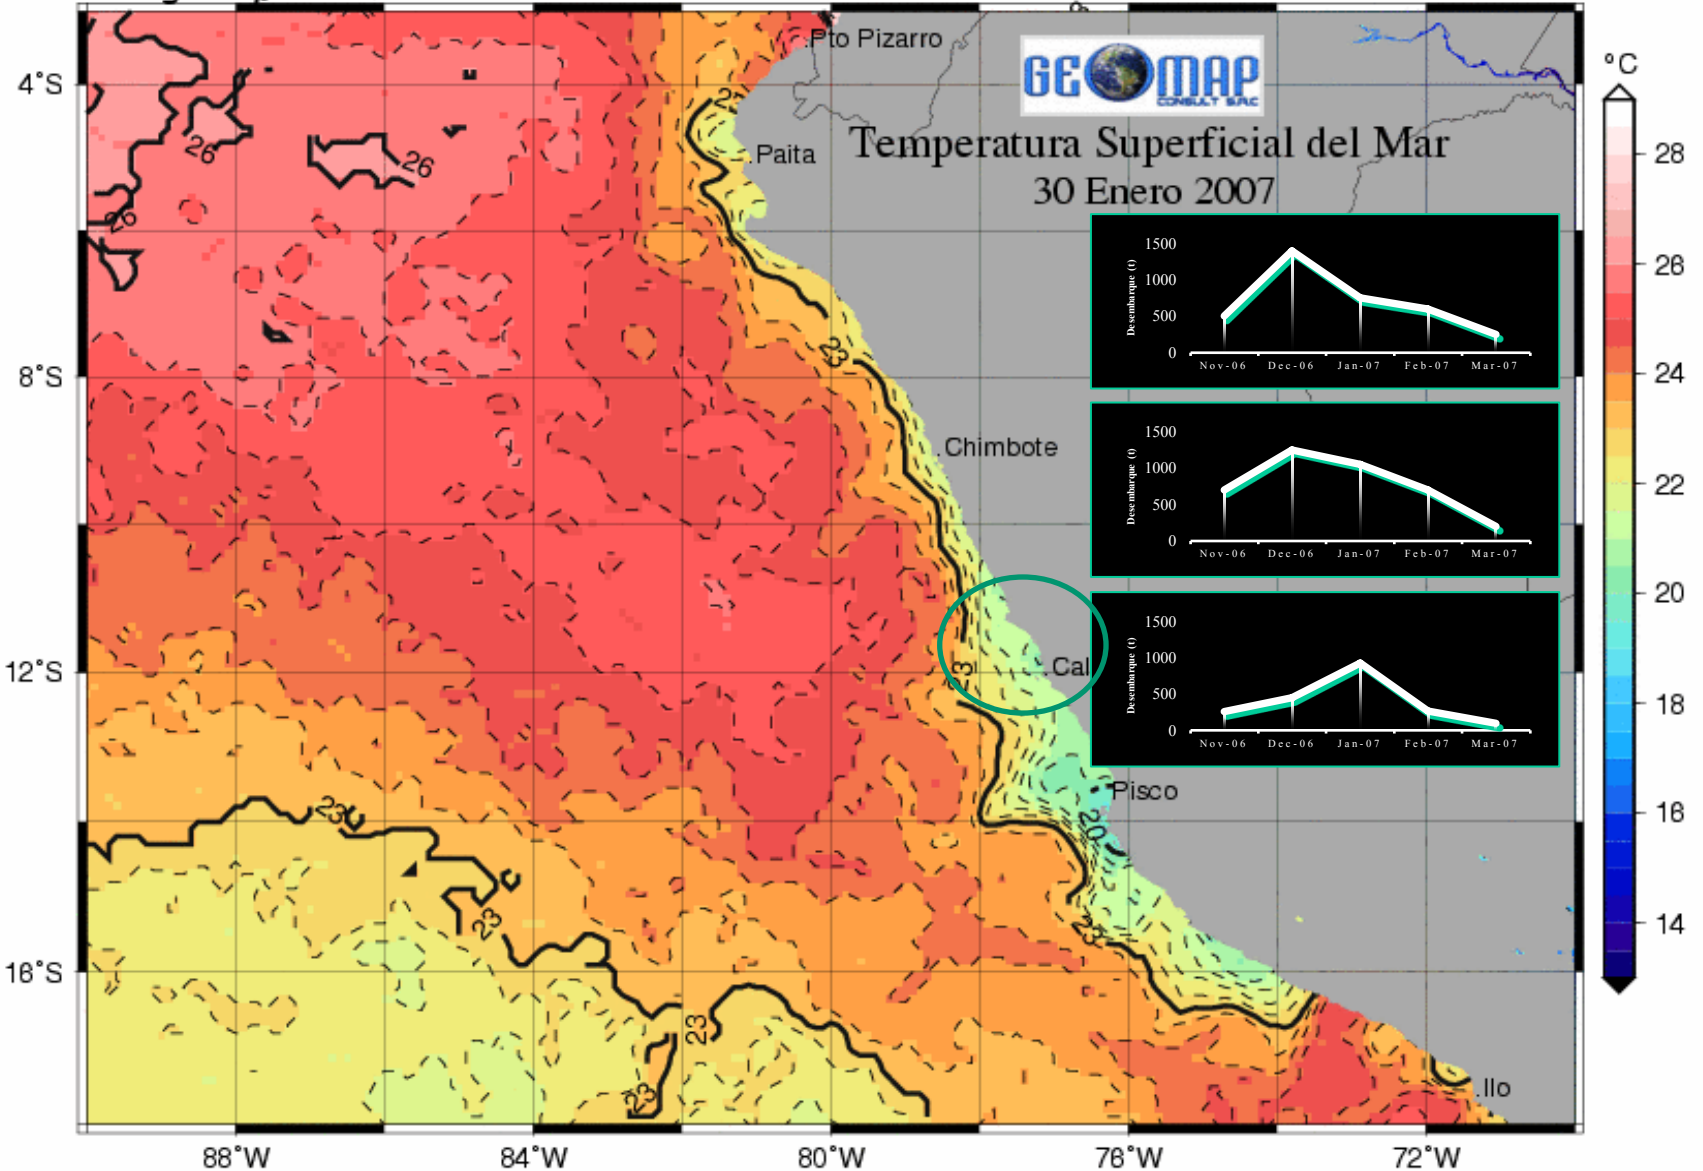 Pto Pizarro
GEOMAP
CONSULT S.A.C
°C
4°S
Paita
Temperatura Superficial del Mar
30 Enero 2007
28
26
26
26
26
24
22
20
18
16
14
1500
1000
500
0
Desembarque (t)
Nov-06 Dec-06 Jan-07 Feb-07 Mar-07
8°S
23
Chimbote
1500
1000
500
0
Desembarque (t)
Nov-06 Dec-06 Jan-07 Feb-07 Mar-07
12°S
23
Cal
1500
1000
500
0
Desembarque (t)
Nov-06 Dec-06 Jan-07 Feb-07 Mar-07
Pisco
20
23
23
23
16°S
23
23
Ilo
88°W 84°W 80°W 76°W 72°W